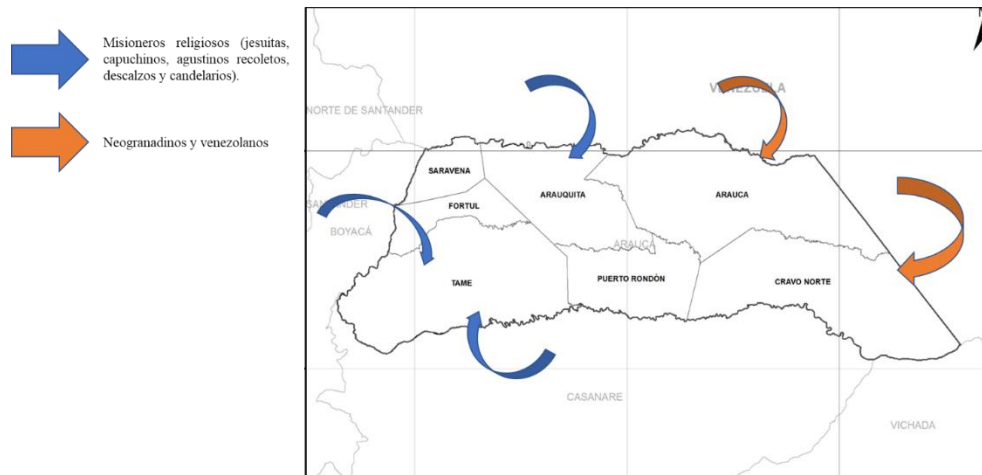 Misioneros religiosos (jesuitas,
capuchinos, agustinos recoletos,
descalzos y candelarios).
Neogranadinos y venezolanos
VENEZUELA
NORTE DE SANTANDER
SARAVENA
ARAUQUITA
ARAUCA
SANTANDER
FORTUL
BOYACÁ
ARAUCA
TAME
PUERTO RONDÓN
CRAVO NORTE
CASANARE
VICHADA